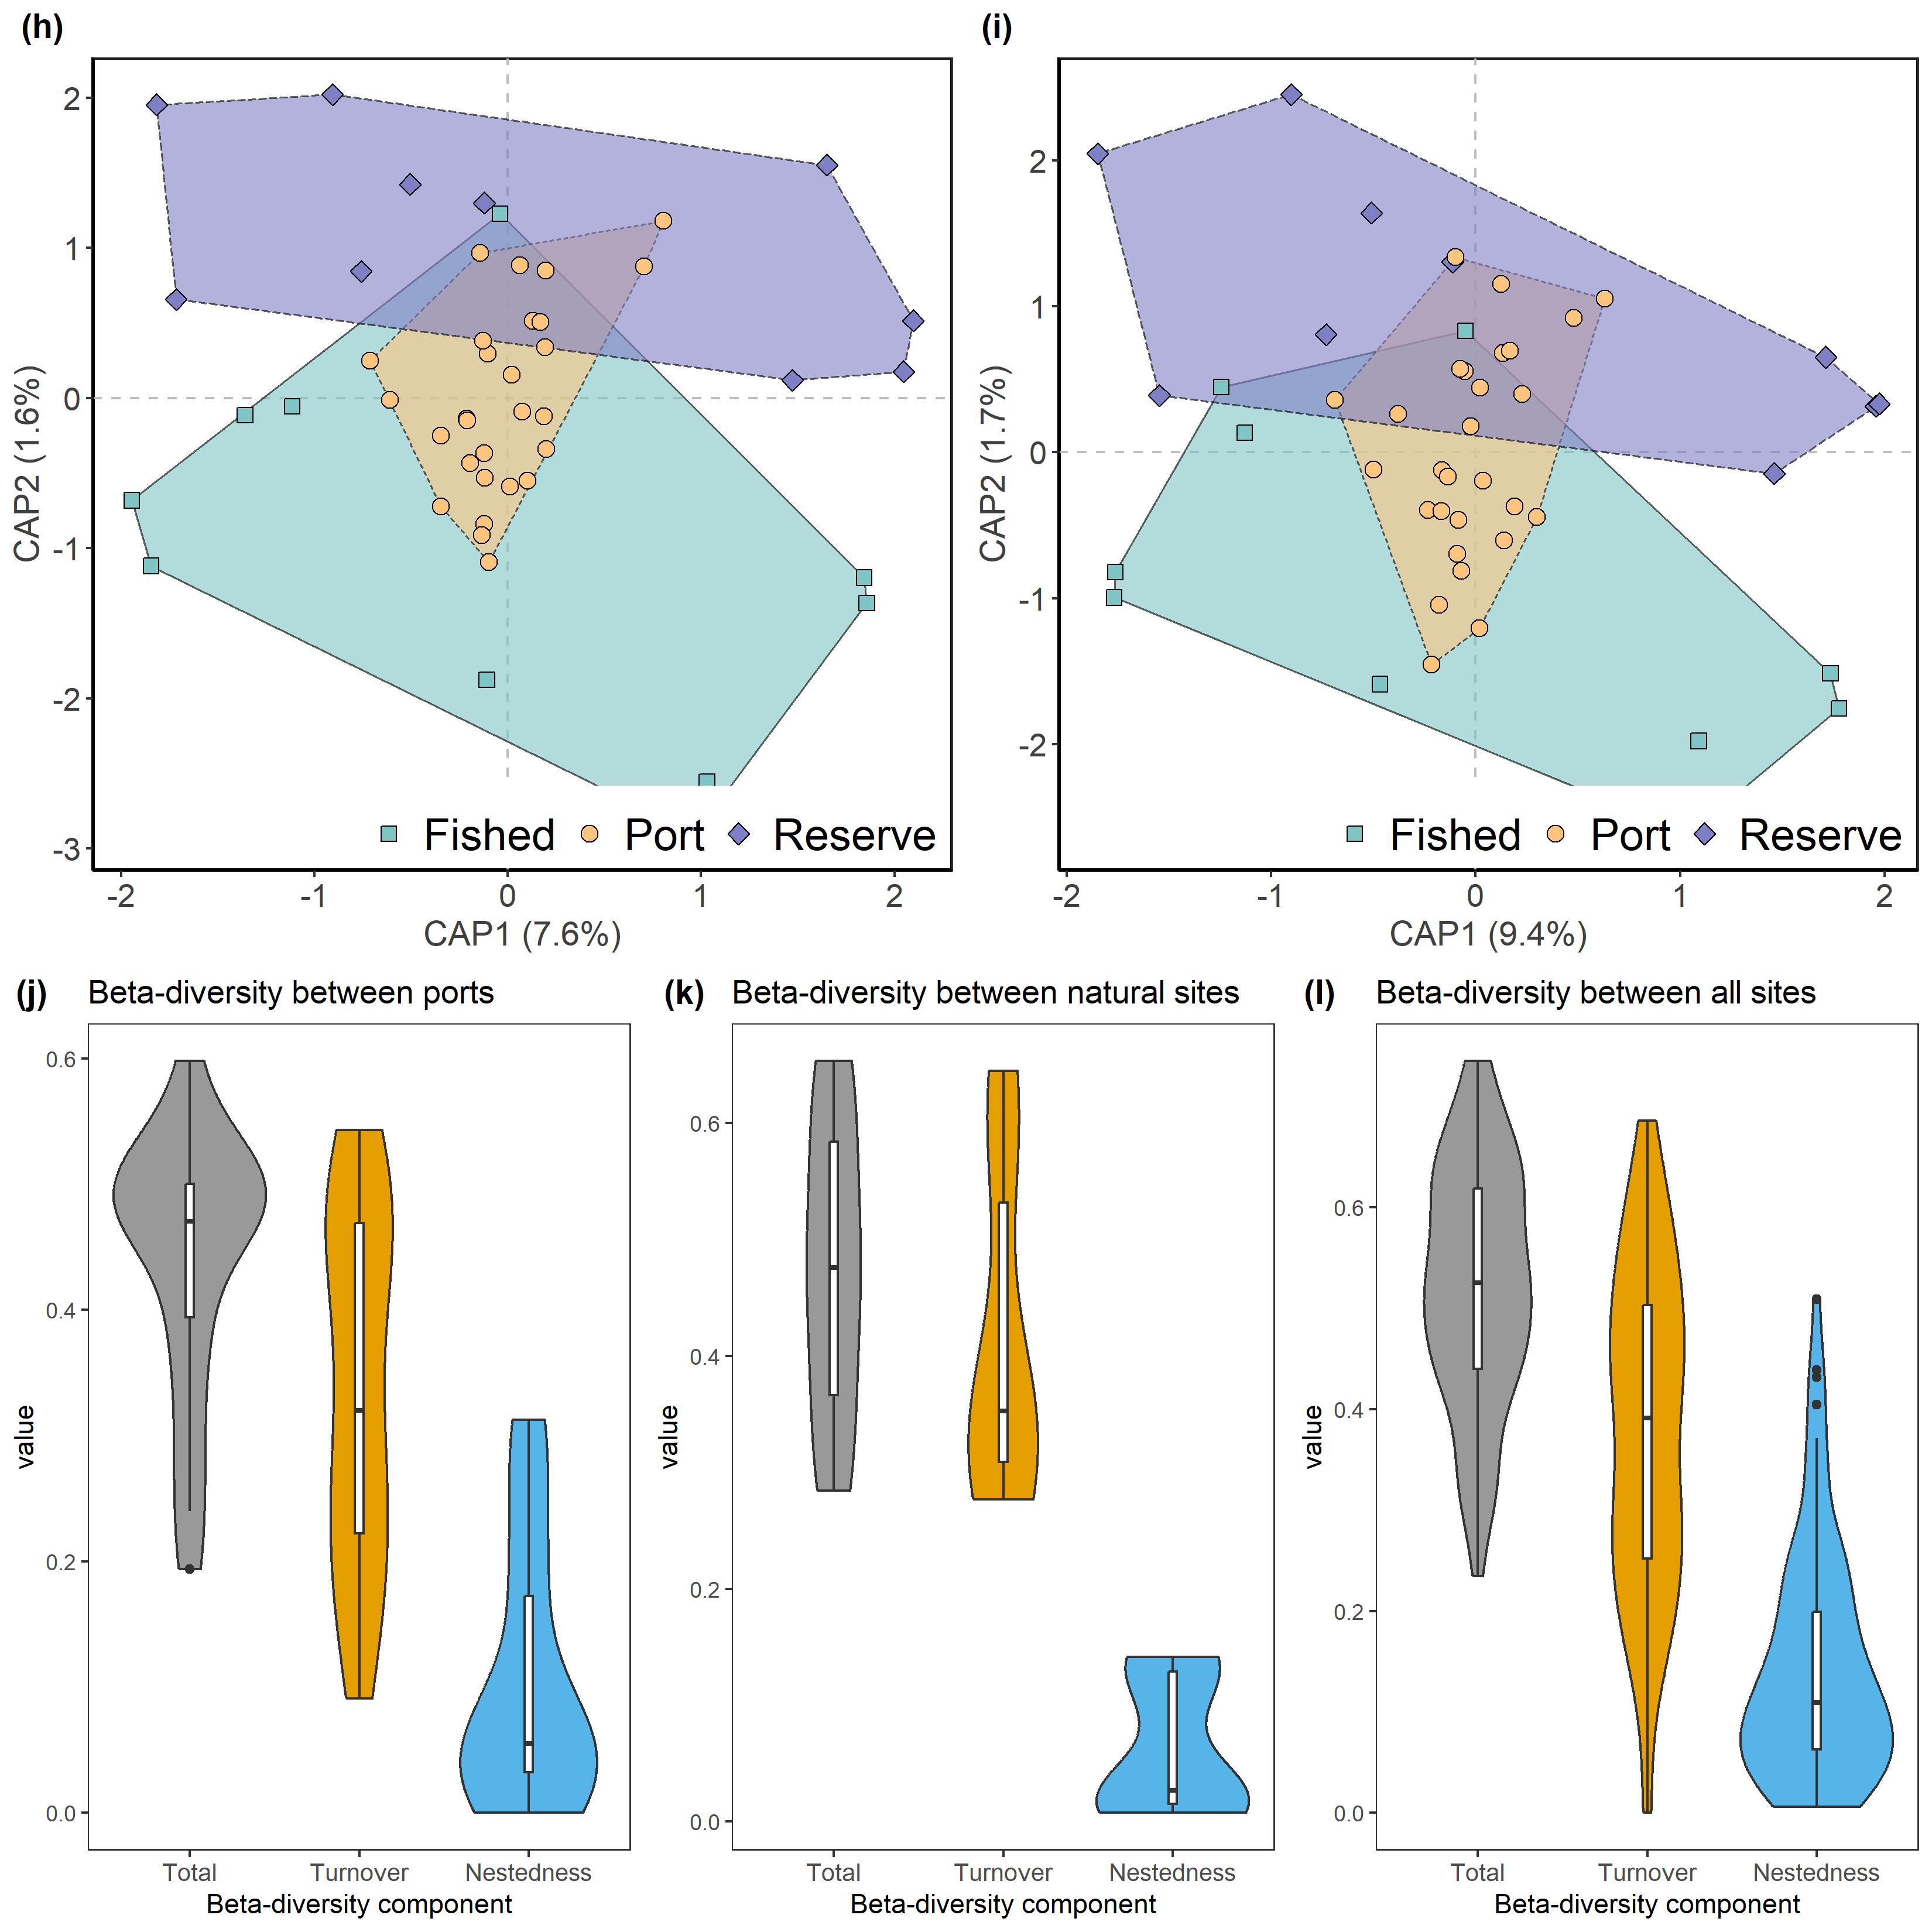 (h)
2
1
0
-1
-2
-3
CAP2 (1.6%)
Fished Port Reserve
-2 -1 0 1 2
CAP1 (7.6%)
(i)
2
1
0
-1
-2
CAP2 (1.7%)
Fished Port Reserve
-2 -1 0 1 2
CAP1 (9.4%)
(j) Beta-diversity between ports
0.6
0.4
0.2
0.0
value
Total Turnover Nestedness
Beta-diversity component
(k) Beta-diversity between natural sites
0.6
0.4
0.2
0.0
value
Total Turnover Nestedness
Beta-diversity component
(l) Beta-diversity between all sites
0.6
0.4
0.2
0.0
value
Total Turnover Nestedness
Beta-diversity component